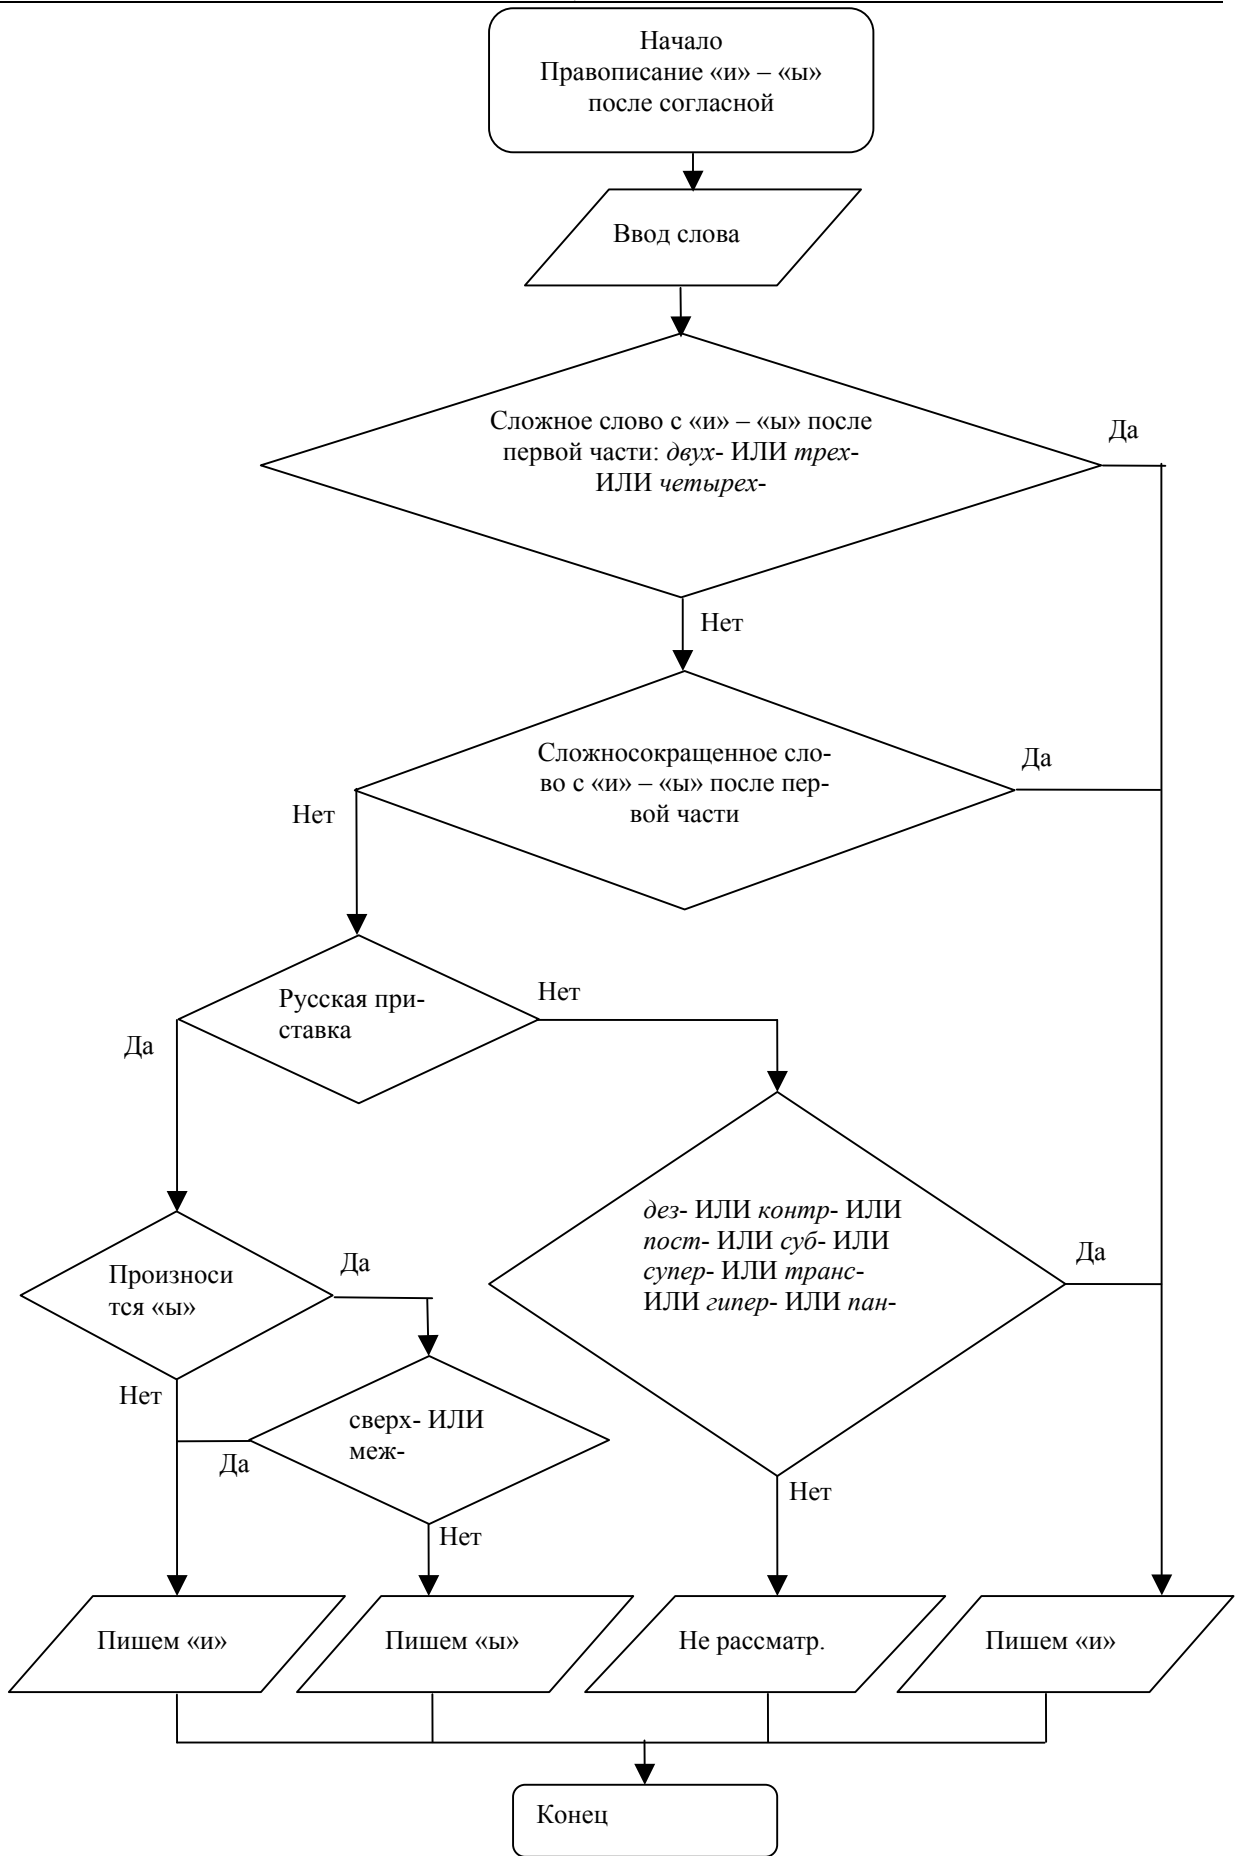 Начало
Правописание «и» – «ы»
после согласной
Ввод слова
Сложное слово с «и» – «ы» после
первой части: двух- ИЛИ трех-
ИЛИ четырех-
Да
Нет
Сложносокращенное сло-
во с «и» – «ы» после пер-
вой части
Да
Нет
Русская при-
ставка
Нет
Да
дез- ИЛИ контр- ИЛИ
пост- ИЛИ суб- ИЛИ
супер- ИЛИ транс-
ИЛИ гипер- ИЛИ пан-
Да
Произноси
тся «ы»
Да
Нет
сверх- ИЛИ
меж-
Да
Нет
Нет
Пишем «и»
Пишем «ы»
Не рассматр.
Пишем «и»
Конец